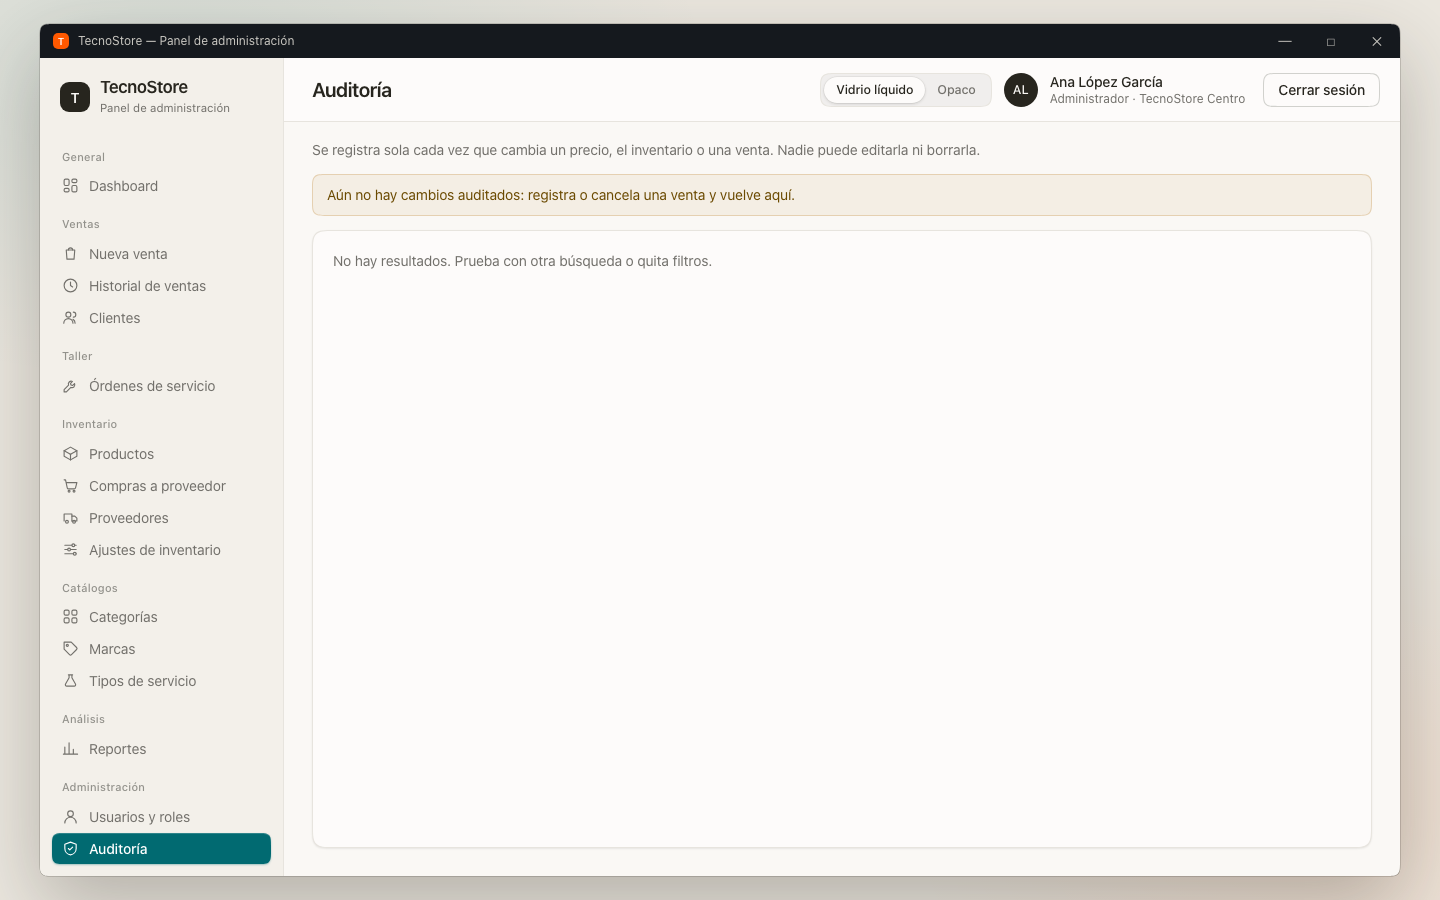 T TecnoStore — Panel de administración
T
TecnoStore
Panel de administración
General
Dashboard
Ventas
Nueva venta
Historial de ventas
Clientes
Taller
Órdenes de servicio
Inventario
Productos
Compras a proveedor
Proveedores
Ajustes de inventario
Catálogos
Categorías
Marcas
Tipos de servicio
Análisis
Reportes
Administración
Usuarios y roles
Auditoría
Auditoría
Vidrio líquido
Opaco
AL
Ana López García
Administrador · TecnoStore Centro
Cerrar sesión
Se registra sola cada vez que cambia un precio, el inventario o una venta. Nadie puede editarla ni borrarla.
Aún no hay cambios auditados: registra o cancela una venta y vuelve aquí.
No hay resultados. Prueba con otra búsqueda o quita filtros.